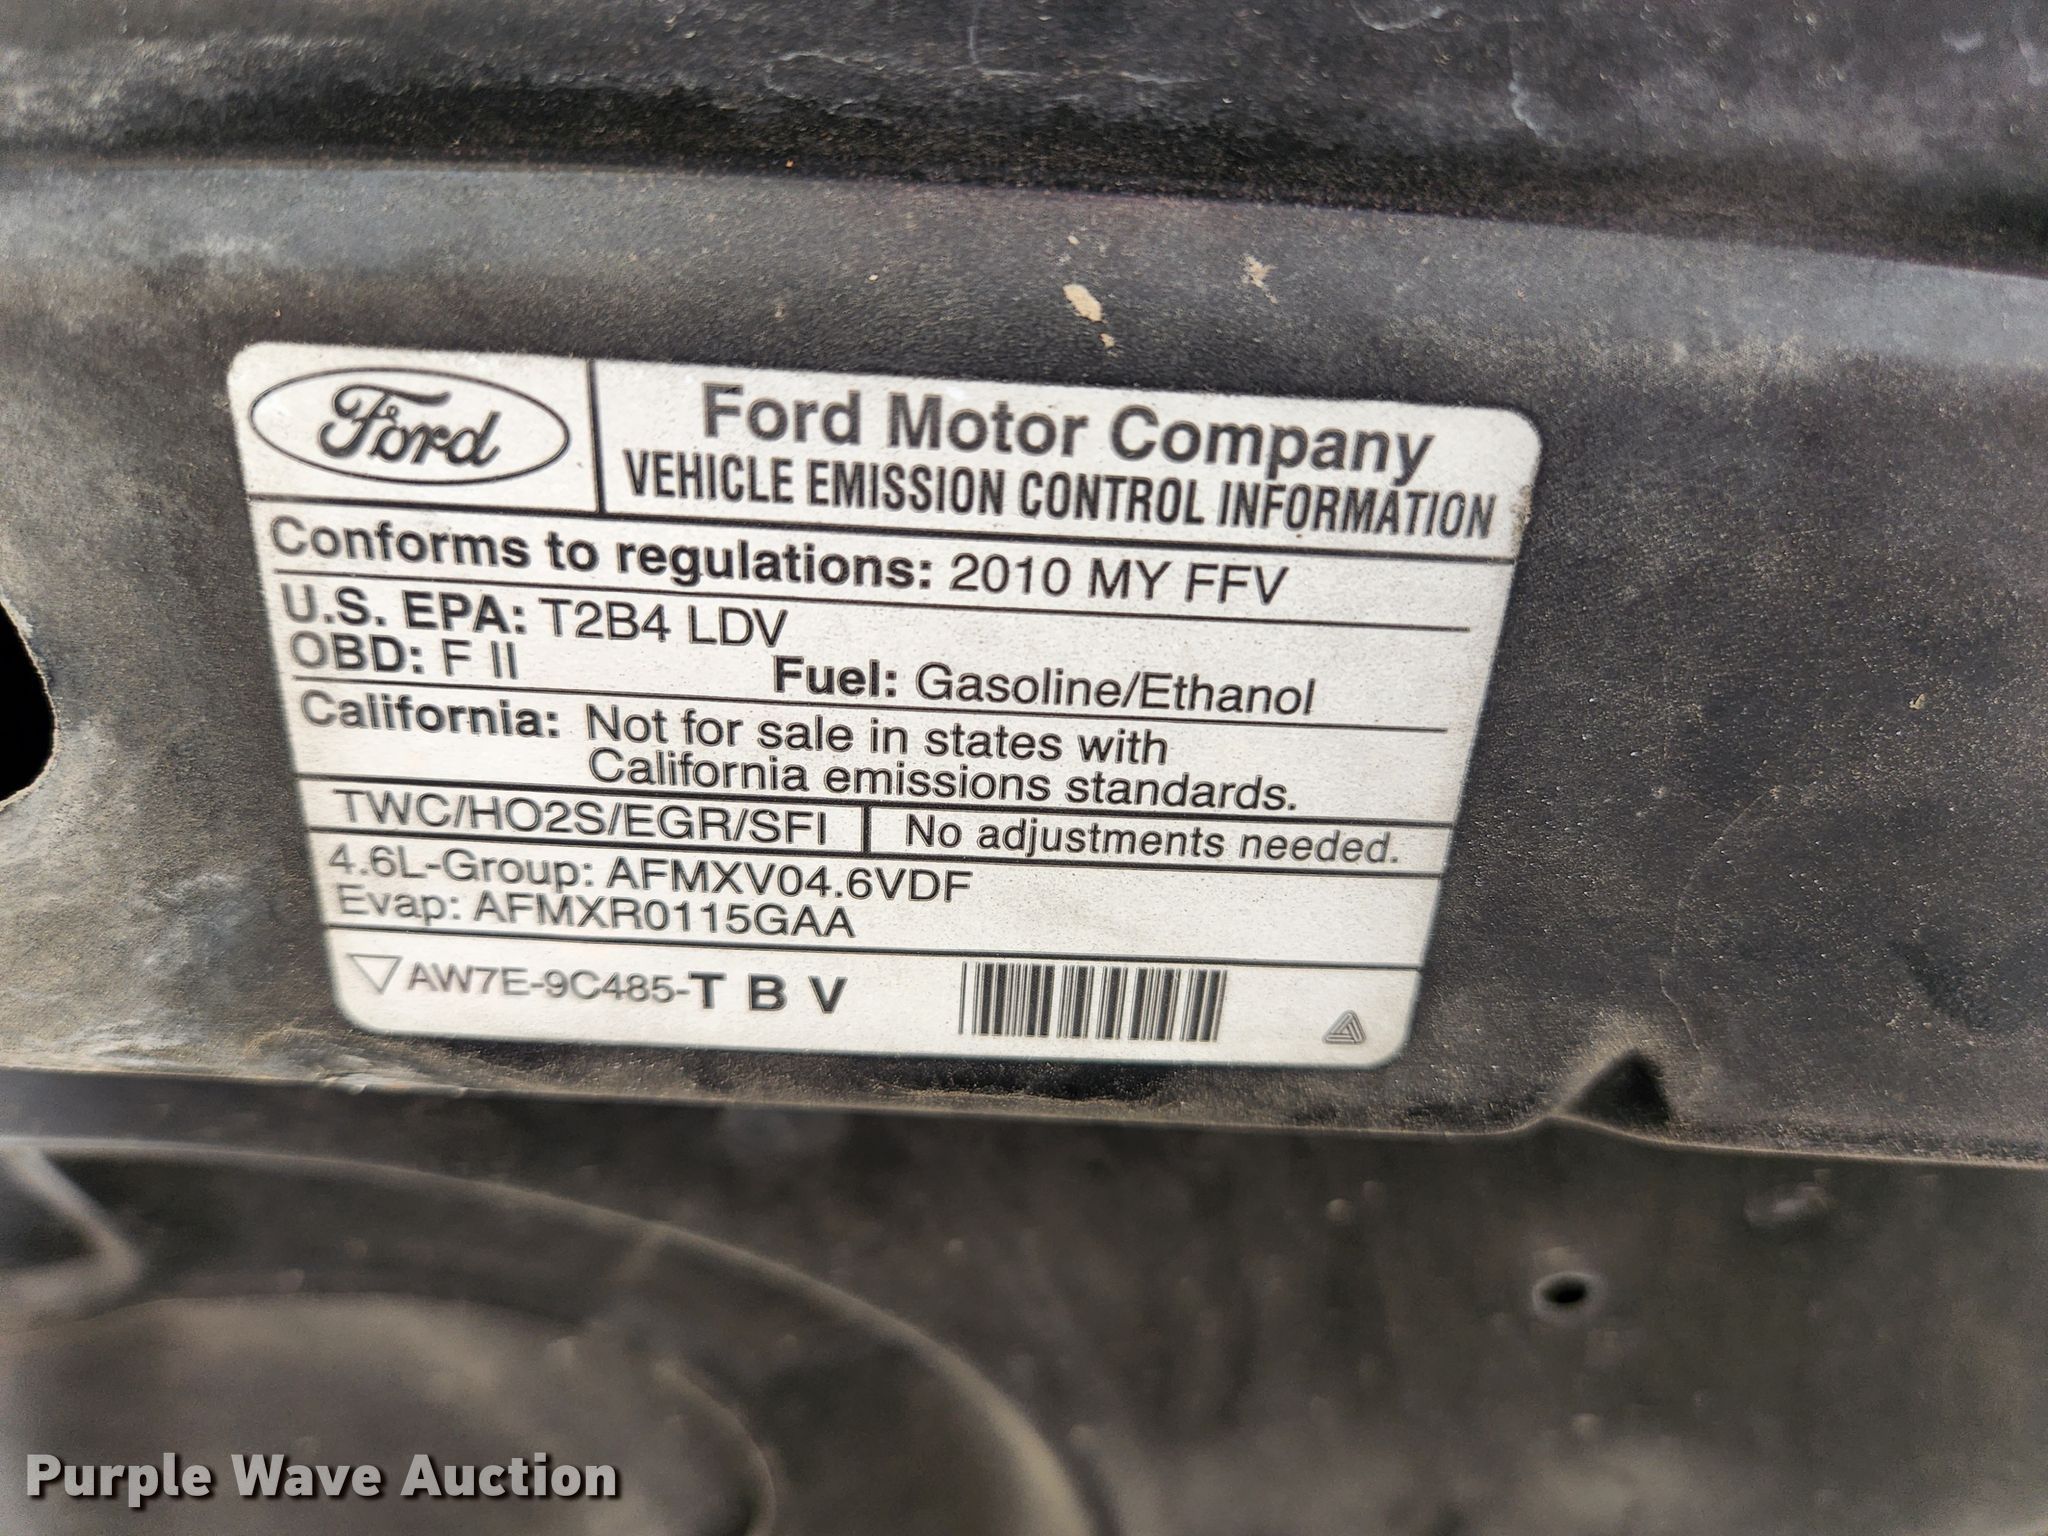 Ford
Ford Motor Company
VEHICLE EMISSION CONTROL INFORMATION
Conforms to regulations: 2010 MY FFV
U.S. EPA: T2B4 LDV
OBD: F II
Fuel: Gasoline/Ethanol
California: Not for sale in states with
California emissions standards.
TWC/HO2S/EGR/SFI
No adjustments needed.
4.6L-Group: AFMXV04.6VDF
Evap: AFMXR0115GAA
AW7E-9C485-T B V
Purple Wave Auction